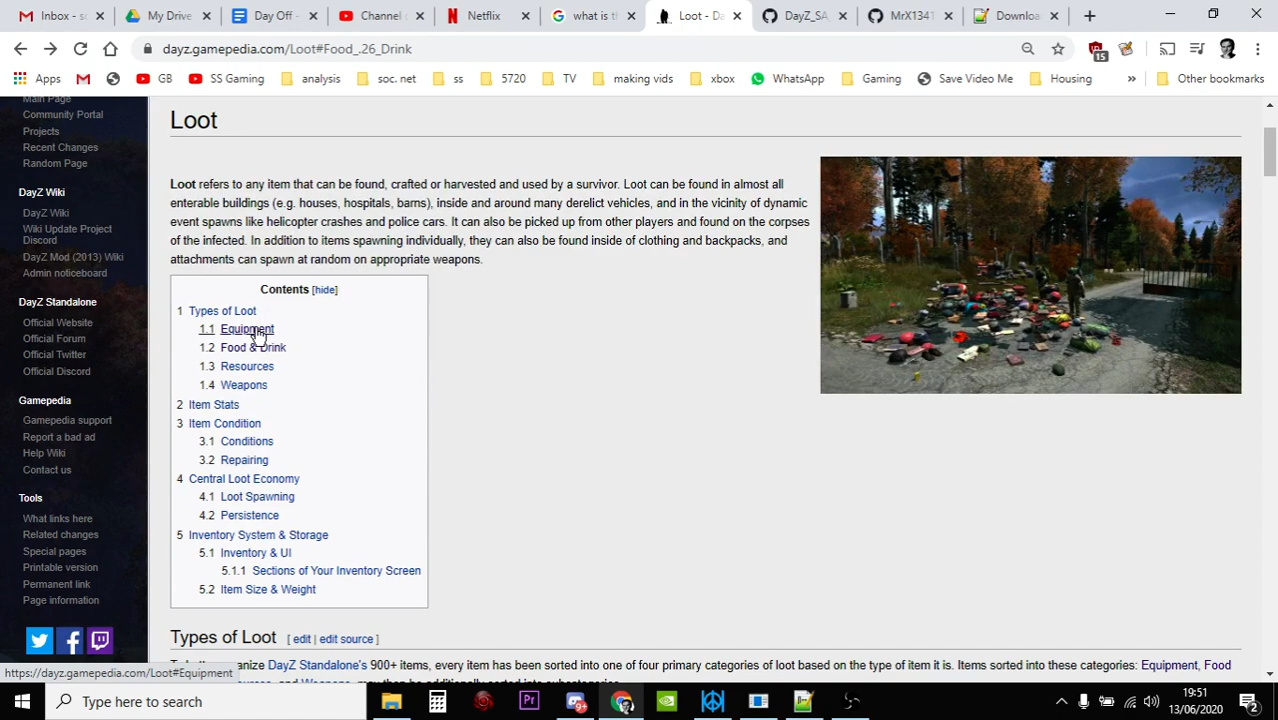 Inbox - sc
My Drive
Day Off -
Channel c
Netflix
what is th
Loot - Da
DayZ_SA
MrX1341
Downloa
dayz.gamepedia.com/Loot#Food_.26_Drink
15
Apps
GB
SS Gaming
analysis
soc. net
ss
5720
TV
making vids
xbox
WhatsApp
Gaming
Save Video Me
Housing
»
Other bookmarks
Main Page
Community Portal
Projects
Recent Changes
Random Page
DayZ Wiki
DayZ Wiki
Wiki Update Project
Discord
DayZ Mod (2013) Wiki
Admin noticeboard
DayZ Standalone
Official Website
Official Forum
Official Twitter
Official Discord
Gamepedia
Gamepedia support
Report a bad ad
Help Wiki
Contact us
Tools
What links here
Related changes
Special pages
Printable version
Permanent link
Page information
Loot
Loot refers to any item that can be found, crafted or harvested and used by a survivor. Loot can be found in almost all
enterable buildings (e.g. houses, hospitals, barns), inside and around many derelict vehicles, and in the vicinity of dynamic
event spawns like helicopter crashes and police cars. It can also be picked up from other players and found on the corpses
of the infected. In addition to items spawning individually, they can also be found inside of clothing and backpacks, and
attachments can spawn at random on appropriate weapons.
Contents [hide]
1 Types of Loot
1.1 Equipment
1.2 Food & Drink
1.3 Resources
1.4 Weapons
2 Item Stats
3 Item Condition
3.1 Conditions
3.2 Repairing
4 Central Loot Economy
4.1 Loot Spawning
4.2 Persistence
5 Inventory System & Storage
5.1 Inventory & UI
5.1.1 Sections of Your Inventory Screen
5.2 Item Size & Weight
Types of Loot [ edit | edit source ]
DayZ Standalone's 900+ items, every item has been sorted into one of four primary categories of loot based on the type of item it is. Items sorted into these categories: Equipment, Food
https://dayz.gamepedia.com/Loot#Equipment
Type here to search
19:51
13/06/2020
2